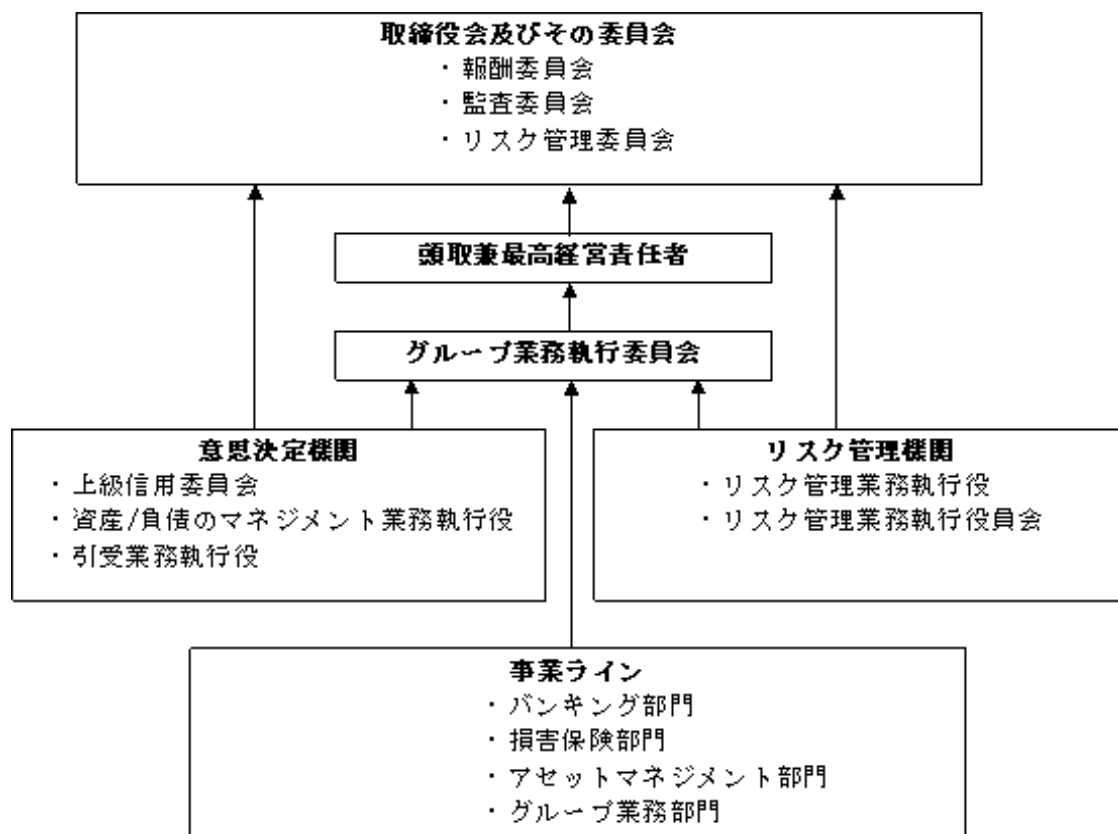 取締役会及びその委員会
・報酬委員会
・監査委員会
・リスク管理委員会
頭取兼最高経営責任者
グループ業務執行委員会
意思決定機関
・上級信用委員会
・資産/負債のマネジメント業務執行役
・引受業務執行役
リスク管理機関
・リスク管理業務執行役
・リスク管理業務執行役員会
事業ライン
・バンキング部門
・損害保険部門
・アセットマネジメント部門
・グループ業務部門